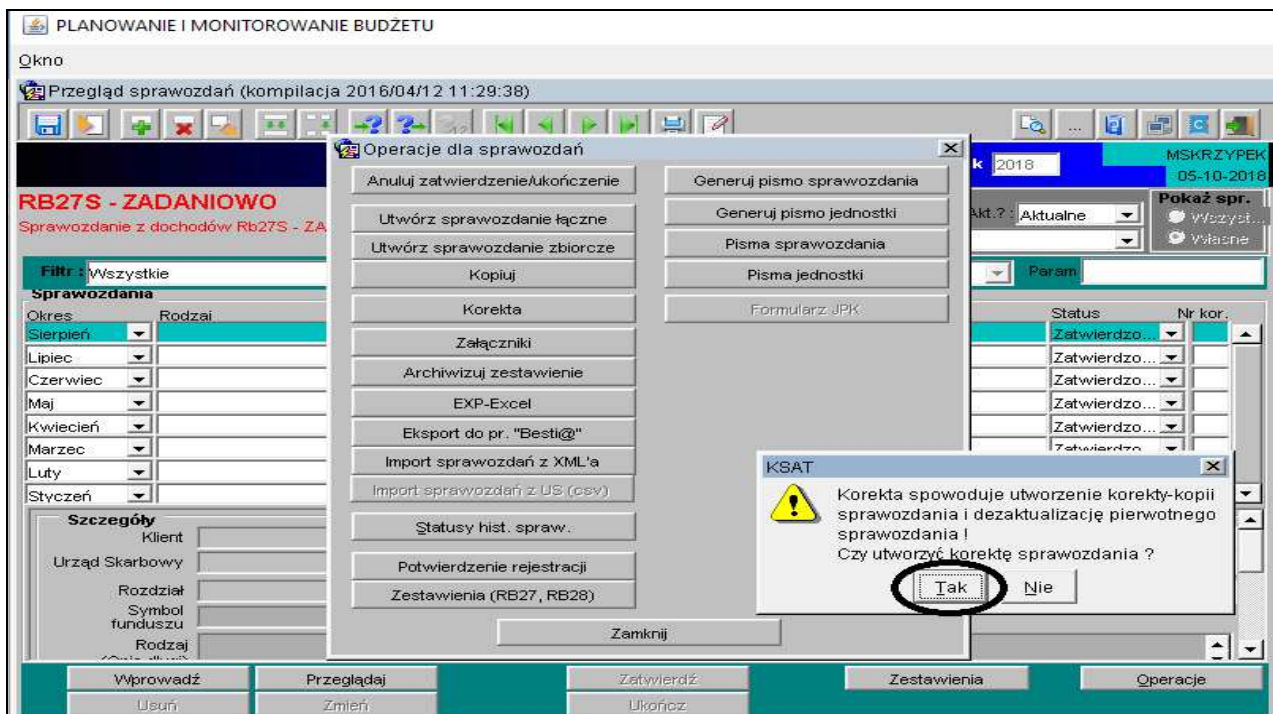 PLANOWANIE I MONITOROWANIE BUDŻETU
Okno
Przegląd sprawozdań (kompilacja 2016/04/12 11:29:38)
Operacje dla sprawozdań
k 2018
MSKRZYPEK
05-10-2018
RB27S - ZADANIOWO
Sprawozdanie z dochodów Rb27S - ZA
Akt.? : Aktualne
Pokaż spr.
Wszyst...
Własne
Filtr : Wszystkie
Param
Sprawozdania
Okres Rodzaj Status Nr kor.
Sierpień Zatwierdzo...
Lipiec Zatwierdzo...
Czerwiec Zatwierdzo...
Maj Zatwierdzo...
Kwiecień Zatwierdzo...
Marzec Zatwierdzo
Luty
Styczeń
Szczegóły
Klient
Urząd Skarbowy
Rozdział
Symbol
funduszu
Rodzaj
Anuluj zatwierdzenie/ukończenie
Utwórz sprawozdanie łączne
Utwórz sprawozdanie zbiorcze
Kopiuj
Korekta
Załączniki
Archiwizuj zestawienie
EXP-Excel
Eksport do pr. "Besti@"
Import sprawozdań z XML'a
Import sprawozdań z US (csv)
Statusy hist. spraw.
Potwierdzenie rejestracji
Zestawienia (RB27, RB28)
Generuj pismo sprawozdania
Generuj pismo jednostki
Pisma sprawozdania
Pisma jednostki
Formularz JPK
Zamknij
KSAT
Korekta spowoduje utworzenie korekty-kopii
sprawozdania i dezaktualizację pierwotnego
sprawozdania !
Czy utworzyć korektę sprawozdania ?
Tak Nie
Wprowadź Przeglądaj Zatwierdź Zestawienia Operacje
Usuń Zmień Ukończ